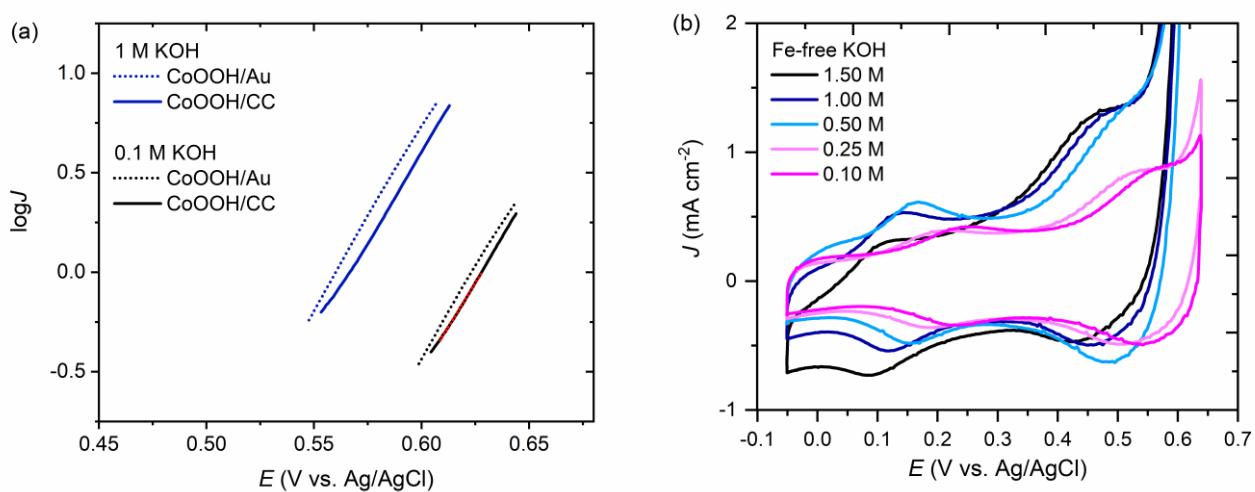 (a)
1 M KOH
CoOOH/Au
CoOOH/CC
0.1 M KOH
CoOOH/Au
CoOOH/CC
logJ
1.0
0.5
0.0
-0.5
0.45 0.50 0.55 0.60 0.65
E (V vs. Ag/AgCl)
(b)
Fe-free KOH
1.50 M
1.00 M
0.50 M
0.25 M
0.10 M
J (mA cm⁻²)
2
1
0
-1
-0.1 0.0 0.1 0.2 0.3 0.4 0.5 0.6 0.7
E (V vs. Ag/AgCl)